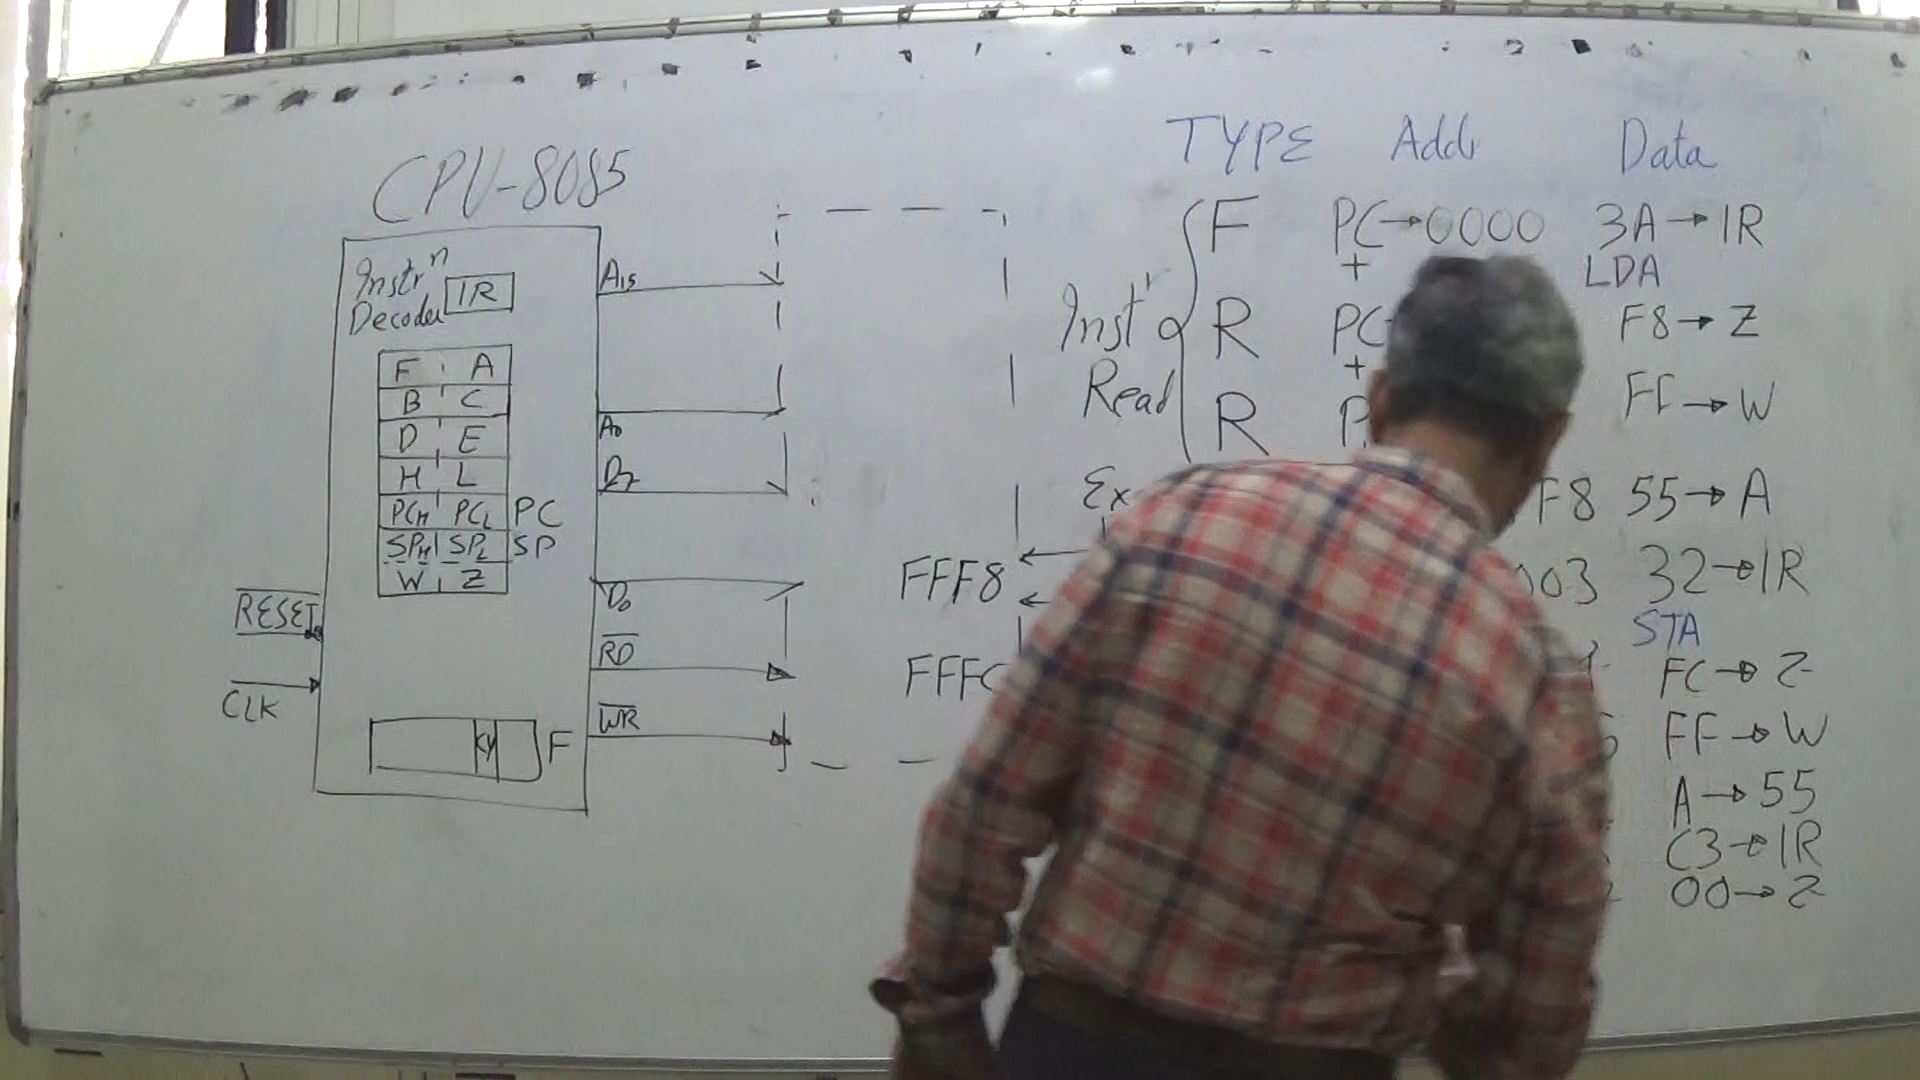 CPU-8085
Instrⁿ
Decoder IR
F A
B C
D E
H L
PCH PCL PC
SPH SPL SP
W Z
RESET
CLK
CY F
A15
A0
D7
D0
RD
WR
FFF8
FFFC
TYPE Addr Data
Instⁿ
Read
F PC→0000 3A→IR
+ LDA
R PC F8→Z
+
R FF→W
Ex F8 55→A
003 32→IR
STA
FC→Z
FF→W
A→55
C3→IR
00→Z